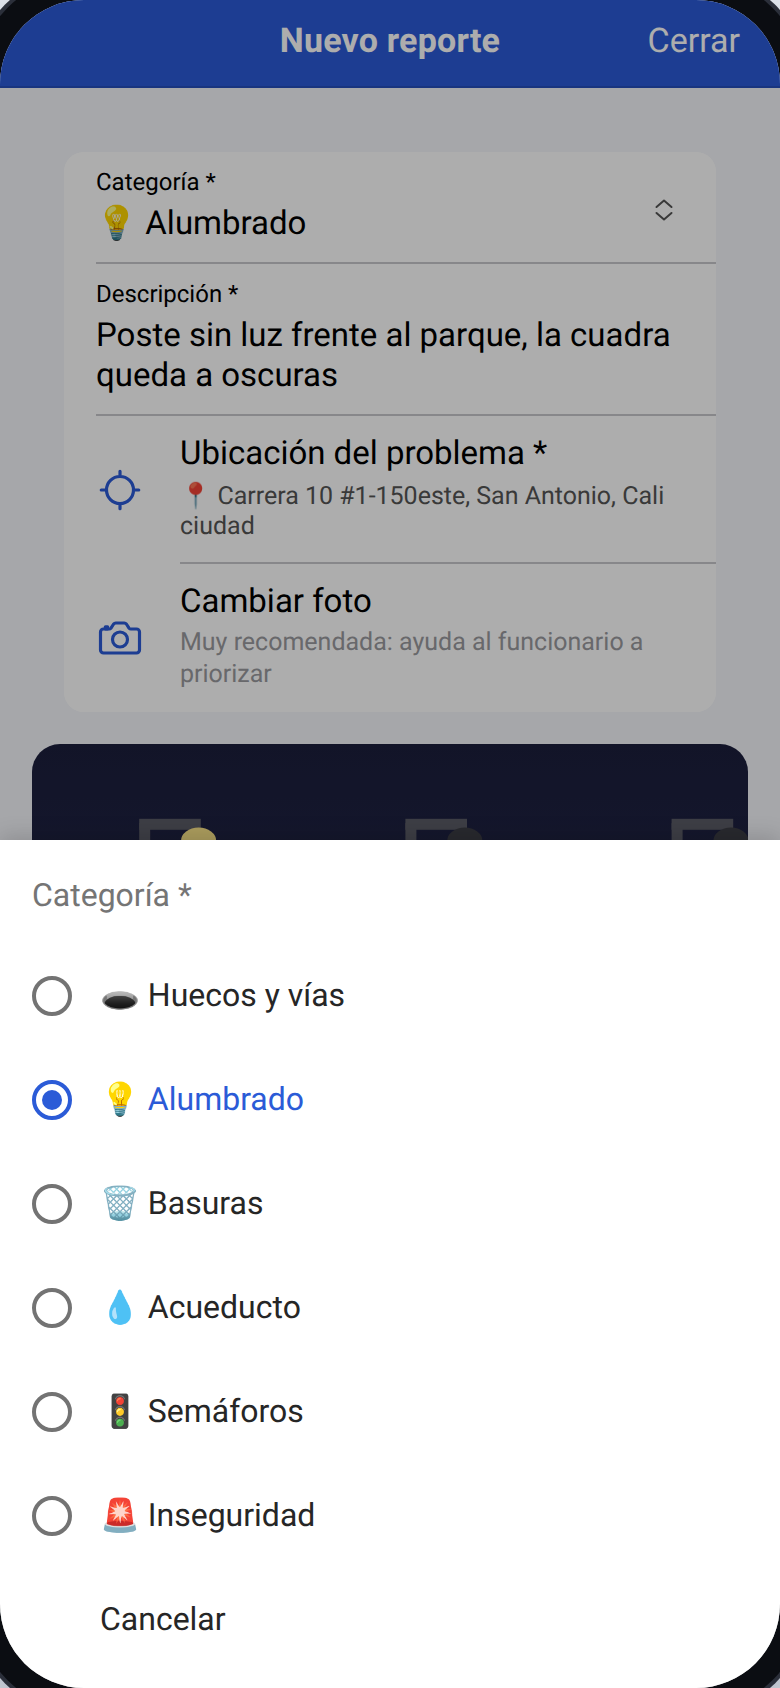 Nuevo reporte
Cerrar
Categoría *
💡 Alumbrado
Descripción *
Poste sin luz frente al parque, la cuadra
queda a oscuras
Ubicación del problema *
📍 Carrera 10 #1-150este, San Antonio, Cali
ciudad
Cambiar foto
Muy recomendada: ayuda al funcionario a
priorizar
Categoría *
🕳️ Huecos y vías
💡 Alumbrado
🗑️ Basuras
💧 Acueducto
🚦 Semáforos
🚨 Inseguridad
Cancelar